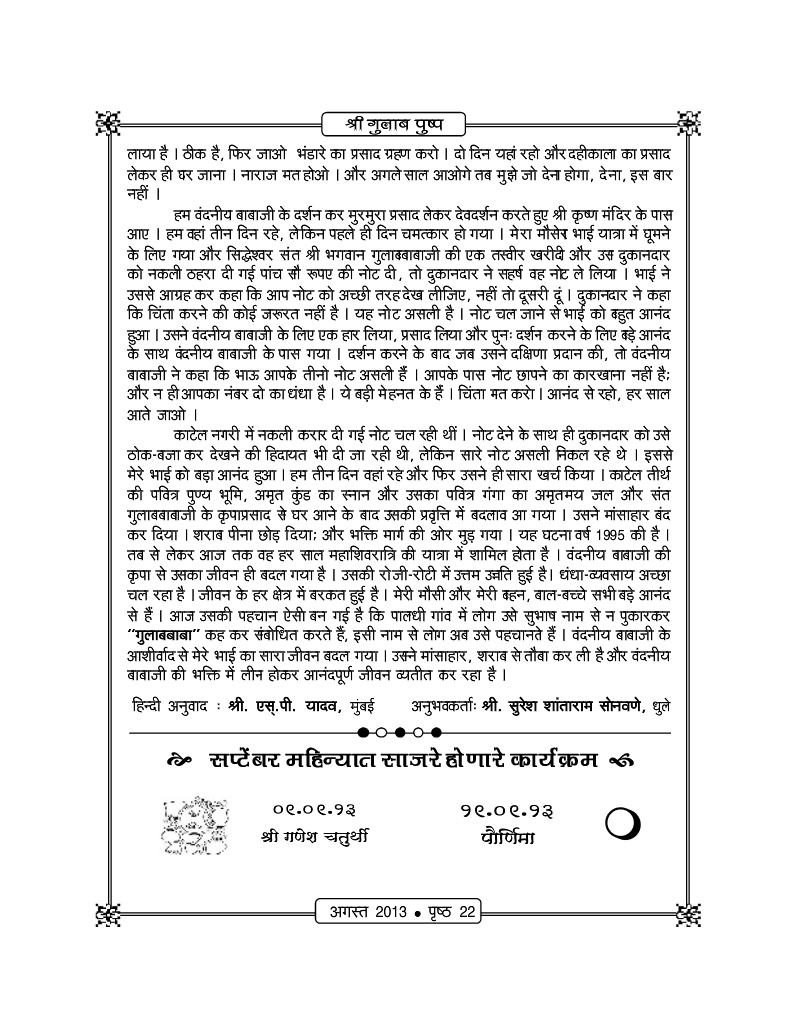 श्री गुलाब पुष्प
लाया है । ठीक है, फिर जाओ भंडारे का प्रसाद ग्रहण करो । दो दिन यहां रहो और दहीकाला का प्रसाद
लेकर ही घर जाना । नाराज मत होओ । और अगले साल आओगे तब मुझे जो देना होगा, देना, इस बार
नहीं ।
हम वंदनीय बाबाजी के दर्शन कर मुरमुरा प्रसाद लेकर देवदर्शन करते हुए श्री कृष्ण मंदिर के पास
आए । हम वहां तीन दिन रहे, लेकिन पहले ही दिन चमत्कार हो गया । मेरा मौसेरा भाई यात्रा में घूमने
के लिए गया और सिद्धेश्वर संत श्री भगवान गुलाबबाबाजी की एक तस्वीर खरीदी और उस दुकानदार
को नकली ठहरा दी गई पांच सौ रूपए की नोट दी, तो दुकानदार ने सहर्ष वह नोट ले लिया । भाई ने
उससे आग्रह कर कहा कि आप नोट को अच्छी तरह देख लीजिए, नहीं तो दूसरी दूं । दुकानदार ने कहा
कि चिंता करने की कोई जरूरत नहीं है । यह नोट असली है । नोट चल जाने से भाई को बहुत आनंद
हुआ । उसने वंदनीय बाबाजी के लिए एक हार लिया, प्रसाद लिया और पुनः दर्शन करने के लिए बड़े आनंद
के साथ वंदनीय बाबाजी के पास गया । दर्शन करने के बाद जब उसने दक्षिणा प्रदान की, तो वंदनीय
बाबाजी ने कहा कि भाऊ आपके तीनो नोट असली हैं । आपके पास नोट छापने का कारखाना नहीं है;
और न ही आपका नंबर दो का धंधा है । ये बड़ी मेहनत के हैं । चिंता मत करो । आनंद से रहो, हर साल
आते जाओ ।
काटेल नगरी में नकली करार दी गई नोट चल रही थीं । नोट देने के साथ ही दुकानदार को उसे
ठोक-बजा कर देखने की हिदायत भी दी जा रही थी, लेकिन सारे नोट असली निकल रहे थे । इससे
मेरे भाई को बड़ा आनंद हुआ । हम तीन दिन वहां रहे और फिर उसने ही सारा खर्च किया । काटेल तीर्थ
की पवित्र पुण्य भूमि, अमृत कुंड का स्नान और उसका पवित्र गंगा का अमृतमय जल और संत
गुलाबबाबाजी के कृपाप्रसाद से घर आने के बाद उसकी प्रवृत्ति में बदलाव आ गया । उसने मांसाहार बंद
कर दिया । शराब पीना छोड़ दिया; और भक्ति मार्ग की ओर मुड़ गया । यह घटना वर्ष 1995 की है ।
तब से लेकर आज तक वह हर साल महाशिवरात्रि की यात्रा में शामिल होता है । वंदनीय बाबाजी की
कृपा से उसका जीवन ही बदल गया है । उसकी रोजी-रोटी में उत्तम उन्नति हुई है। धंधा-व्यवसाय अच्छा
चल रहा है । जीवन के हर क्षेत्र में बरकत हुई है । मेरी मौसी और मेरी बहन, बाल-बच्चे सभी बड़े आनंद
से हैं । आज उसकी पहचान ऐसी बन गई है कि पालधी गांव में लोग उसे सुभाष नाम से न पुकारकर
“गुलाबबाबा” कह कर संबोधित करते हैं, इसी नाम से लोग अब उसे पहचानते हैं । वंदनीय बाबाजी के
आशीर्वाद से मेरे भाई का सारा जीवन बदल गया । उसने मांसाहार, शराब से तौबा कर ली है और वंदनीय
बाबाजी की भक्ति में लीन होकर आनंदपूर्ण जीवन व्यतीत कर रहा है ।
हिन्दी अनुवाद : श्री. एस्.पी. यादव, मुंबई अनुभवकर्ताः श्री. सुरेश शांताराम सोनवणे, धुले
सप्टेंबर महिन्यात साजरे होणारे कार्यक्रम
०९.०९.१३ १९.०९.१३
श्री गणेश चतुर्थी पौर्णिमा
अगस्त 2013 ● पृष्ठ 22